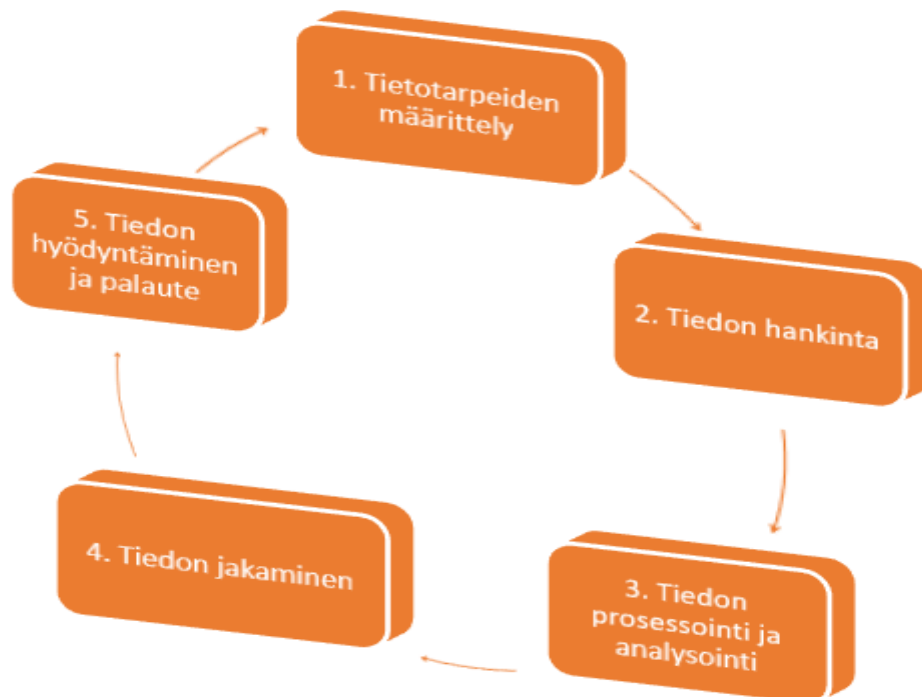 1. Tietotarpeiden
määrittely
2. Tiedon hankinta
3. Tiedon
prosessointi ja
analysointi
4. Tiedon jakaminen
5. Tiedon
hyödyntäminen
ja palaute